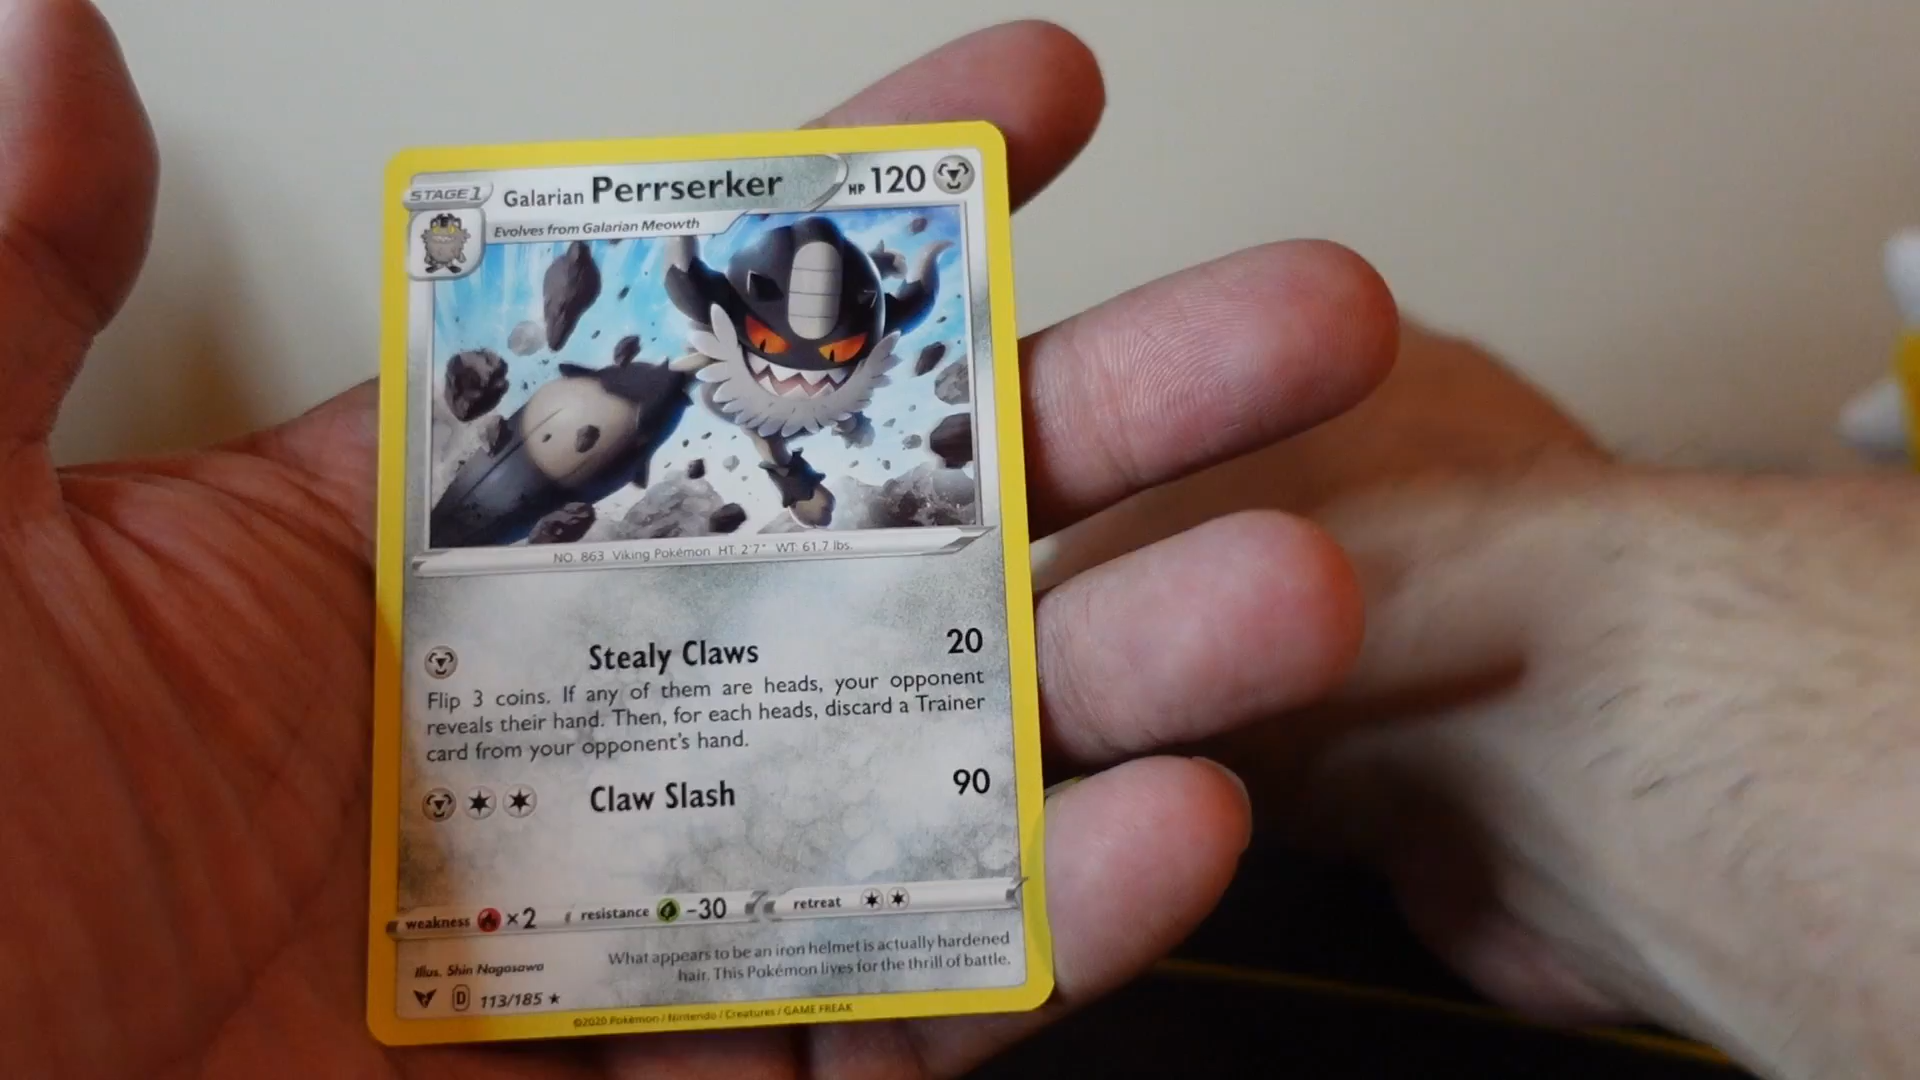 STAGE 1 Galarian Perrserker HP 120
Evolves from Galarian Meowth
NO. 863 Viking Pokémon HT: 2'7" WT: 61.7 lbs.
Stealy Claws 20
Flip 3 coins. If any of them are heads, your opponent
reveals their hand. Then, for each heads, discard a Trainer
card from your opponent's hand.
Claw Slash 90
weakness ×2 resistance -30 retreat
What appears to be an iron helmet is actually hardened
hair. This Pokémon lives for the thrill of battle.
Illus. Shin Nagasawa
D 113/185 ★
©2020 Pokémon / Nintendo / Creatures / GAME FREAK